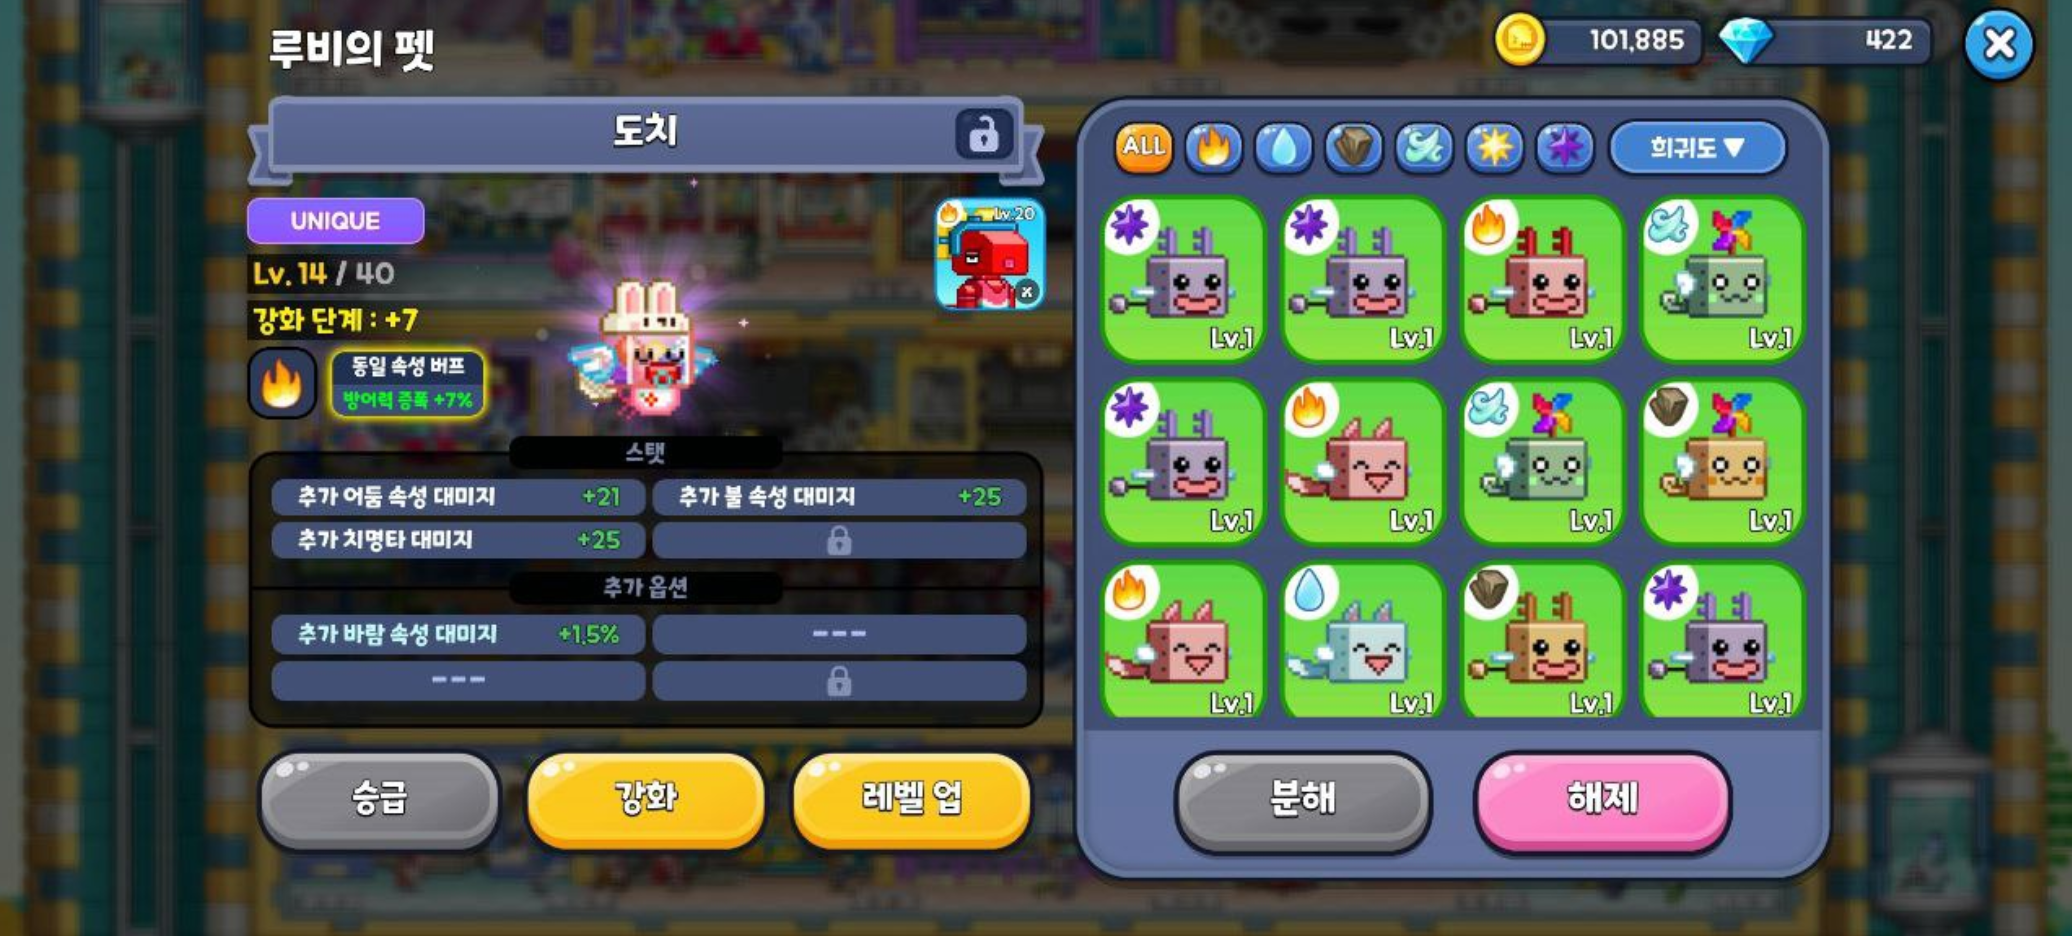 루비의 펫
101,885
422
도치
UNIQUE
Lv.20
Lv.14 / 40
강화 단계 : +7
동일 속성 버프
방어력 증폭 +7%
스탯
추가 어둠 속성 대미지 +21
추가 불 속성 대미지 +25
추가 치명타 대미지 +25
추가 옵션
추가 바람 속성 대미지 +1.5%
---
---
승급
강화
레벨 업
ALL
희귀도 ▼
Lv.1
Lv.1
Lv.1
Lv.1
Lv.1
Lv.1
Lv.1
Lv.1
Lv.1
Lv.1
Lv.1
Lv.1
분해
해제